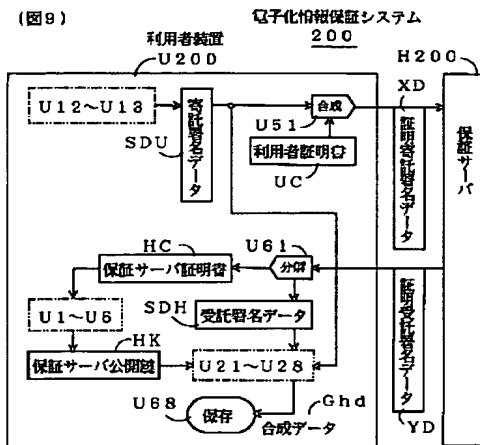 (図9)
電子化情報保証システム
200
利用者装置
U200
H200
XD
U12〜U13
寄託署名データ
SDU
合成
U51
利用者証明書
UC
証明寄託署名データ
保証サーバ
HC
U61
保証サーバ証明書
分解
SDH
受託署名データ
U1〜U6
HK
保証サーバ公開鍵
U21〜U28
証明受託署名データ
U68
保存
Ghd
合成データ
YD